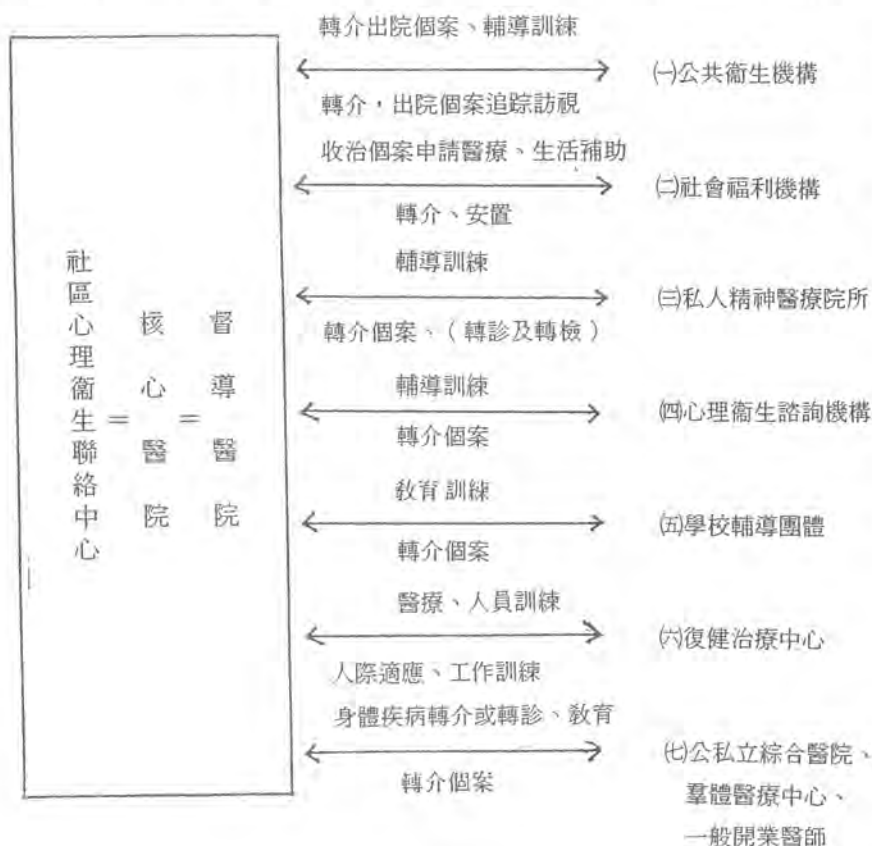 社區心理衞生聯絡中心
=
核心醫院
=
督導醫院
轉介出院個案、輔導訓練
㈠公共衞生機構
轉介，出院個案追踪訪視
收治個案申請醫療、生活補助
㈡社會福利機構
轉介、安置
輔導訓練
㈢私人精神醫療院所
轉介個案、（轉診及轉檢）
輔導訓練
㈣心理衞生諮詢機構
轉介個案
敎育訓練
㈤學校輔導團體
轉介個案
醫療、人員訓練
㈥復健治療中心
人際適應、工作訓練
身體疾病轉介或轉診、敎育
㈦公私立綜合醫院、
轉介個案
羣體醫療中心、
一般開業醫師